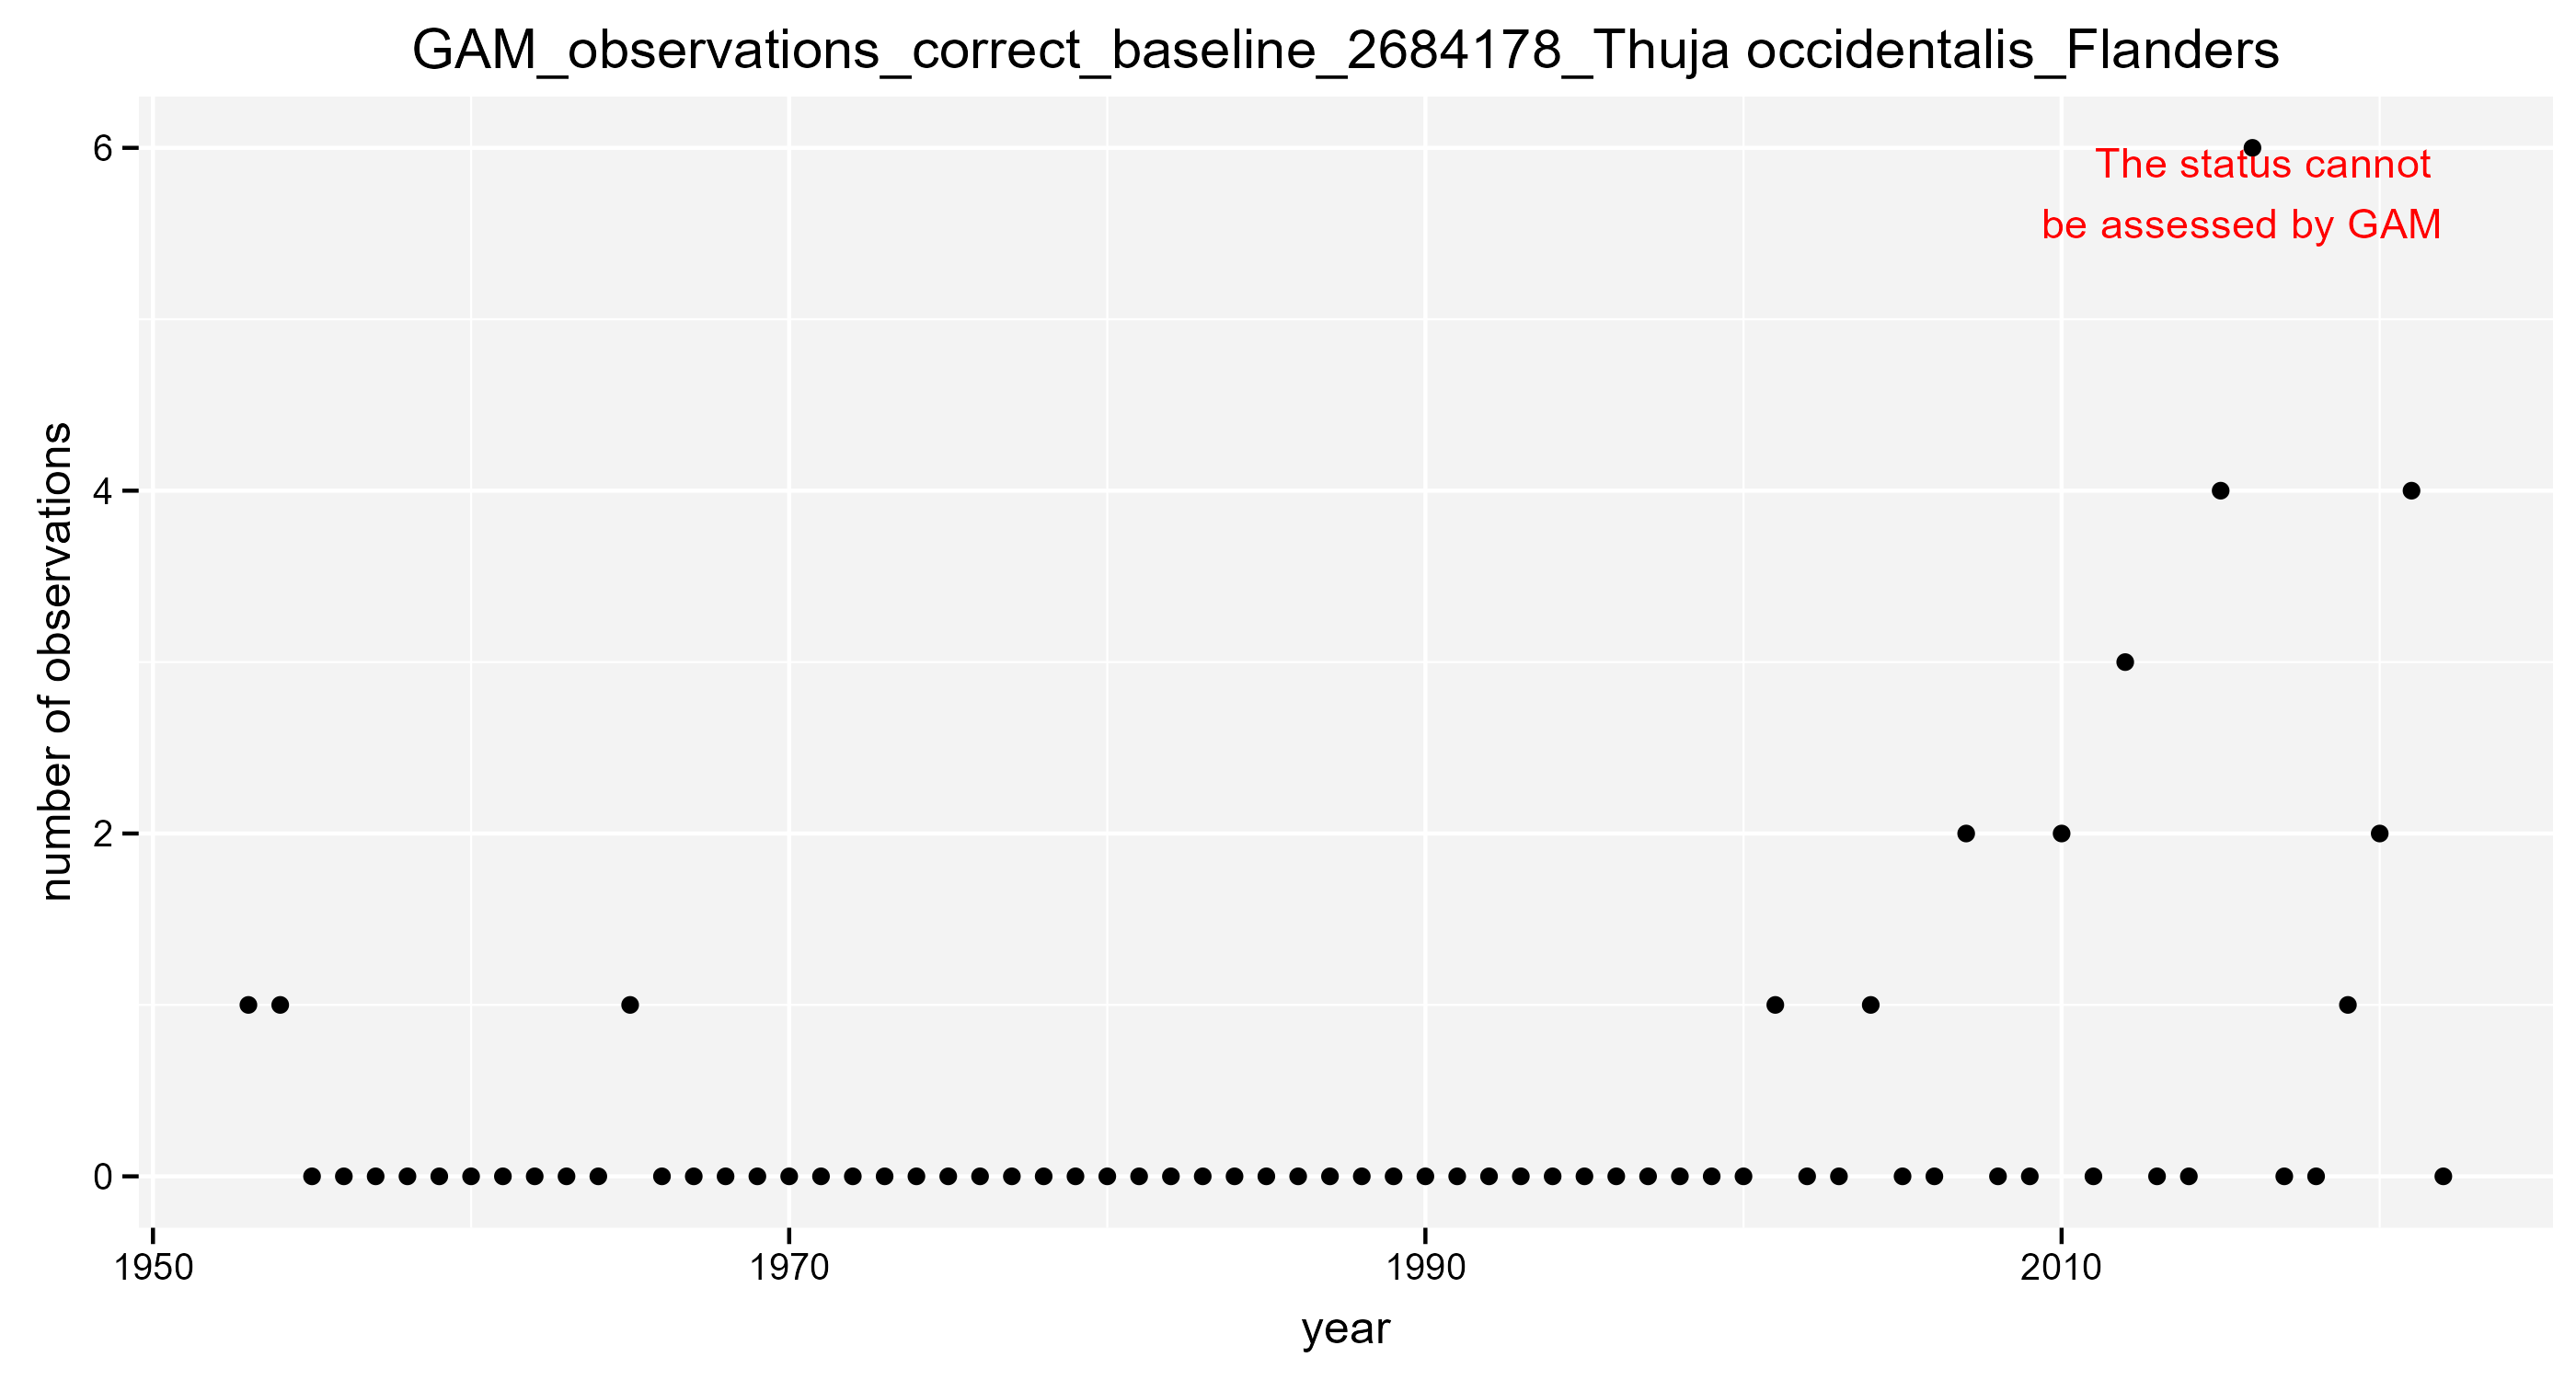 GAM_observations_correct_baseline_2684178_Thuja occidentalis_Flanders
6
The status cannot
be assessed by GAM
number of observations
4
2
0
1950 1970 1990 2010
year